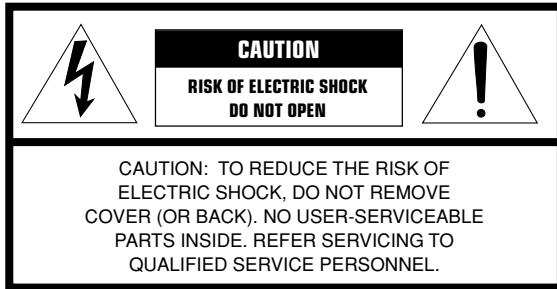 CAUTION
RISK OF ELECTRIC SHOCK
DO NOT OPEN
CAUTION: TO REDUCE THE RISK OF
ELECTRIC SHOCK, DO NOT REMOVE
COVER (OR BACK). NO USER-SERVICEABLE
PARTS INSIDE. REFER SERVICING TO
QUALIFIED SERVICE PERSONNEL.